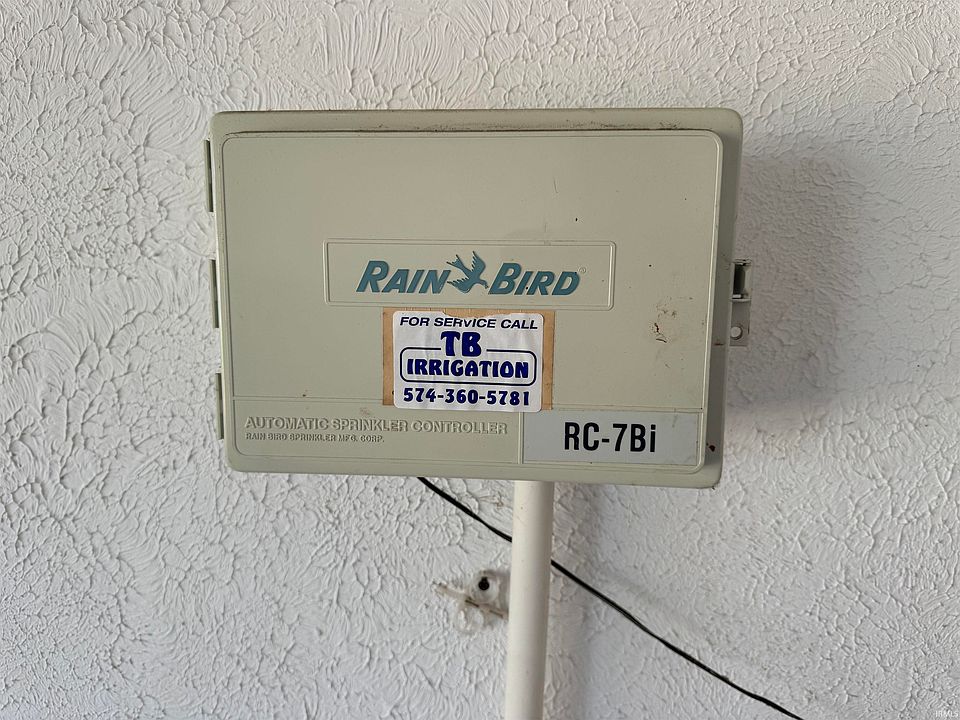 RAIN BIRD®
FOR SERVICE CALL
TB
IRRIGATION
574-360-5781
AUTOMATIC SPRINKLER CONTROLLER
RAIN BIRD SPRINKLER MFG. CORP.
RC-7Bi
IRMLS